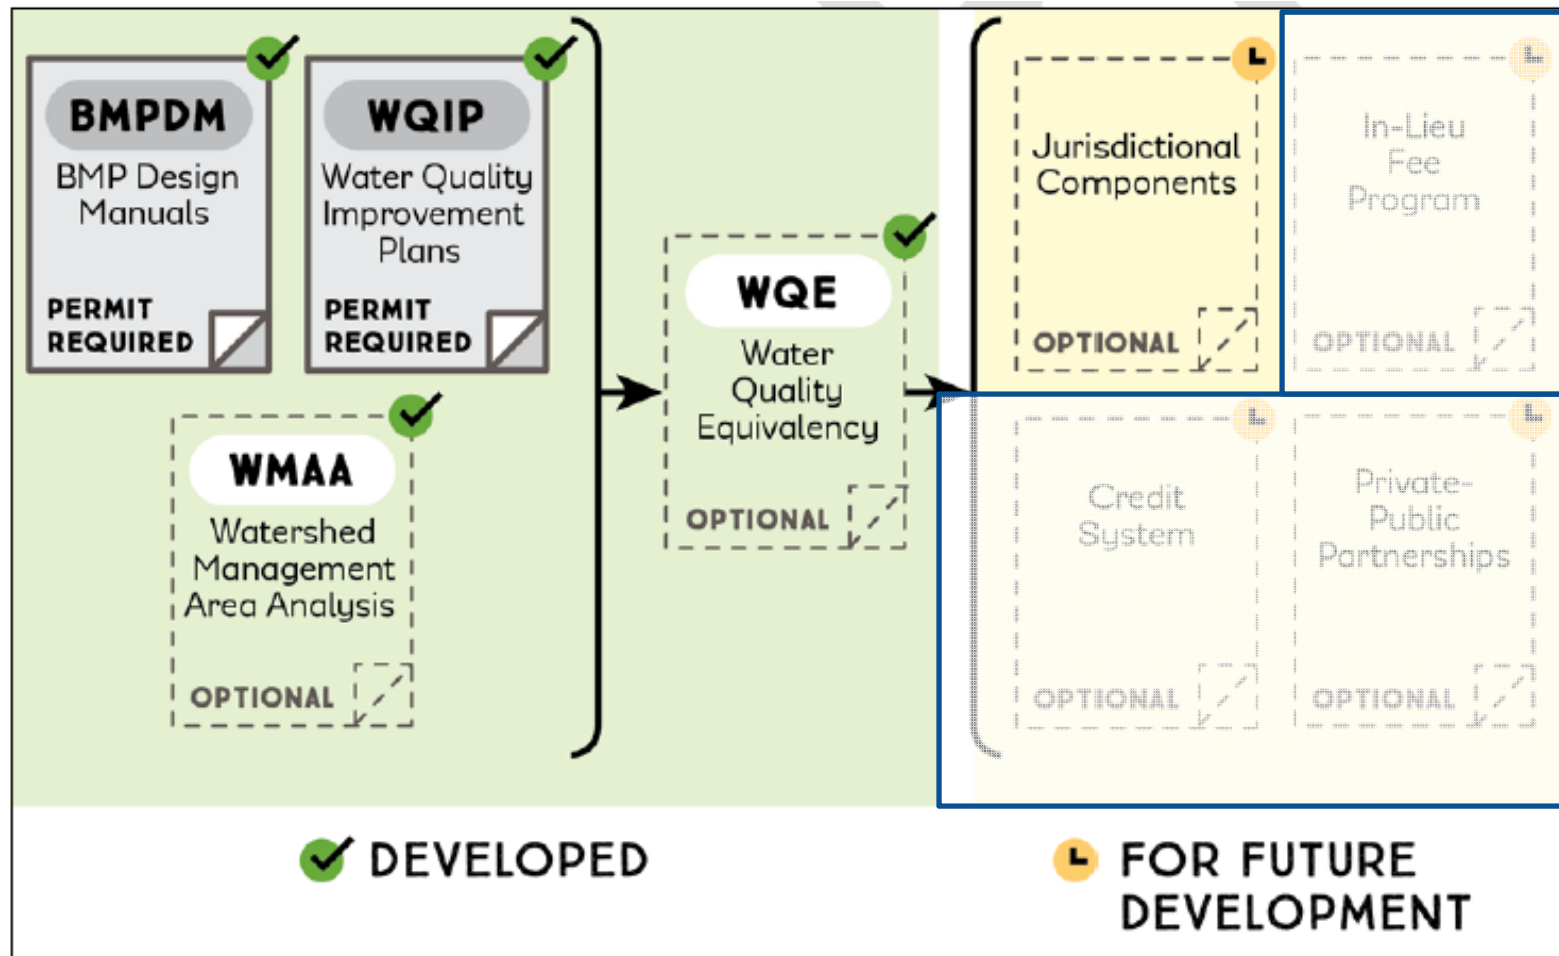 BMPDM
BMP Design
Manuals
PERMIT
REQUIRED
WQIP
Water Quality
Improvement
Plans
PERMIT
REQUIRED
WMAA
Watershed
Management
Area Analysis
OPTIONAL
WQE
Water
Quality
Equivalency
OPTIONAL
Jurisdictional
Components
OPTIONAL
In-Lieu
Fee
Program
OPTIONAL
Credit
System
OPTIONAL
Private-
Public
Partnerships
OPTIONAL
DEVELOPED
FOR FUTURE
DEVELOPMENT